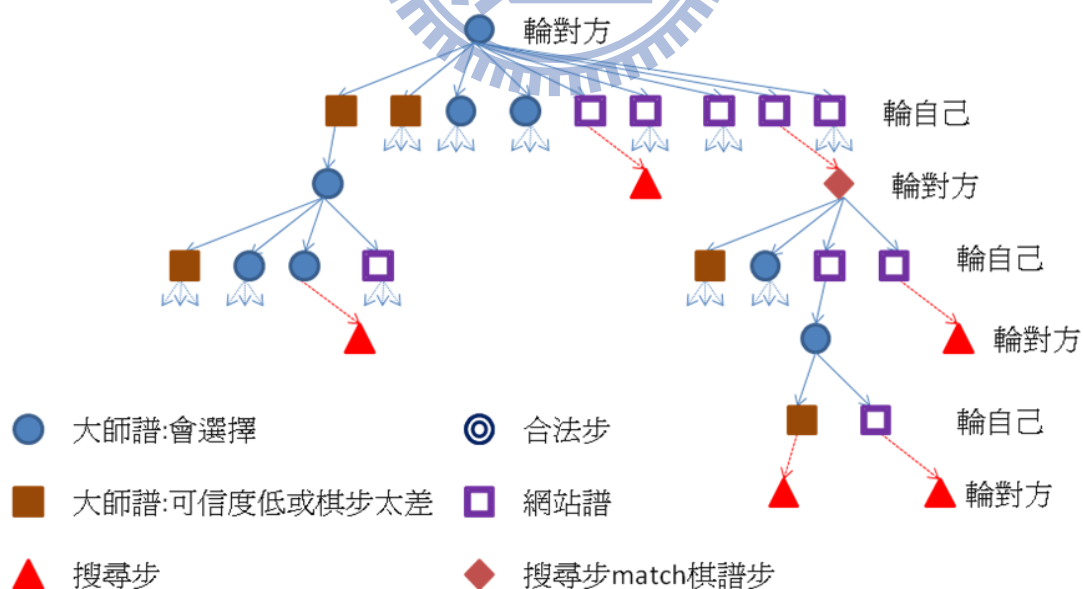 輪對方
輪自己
輪對方
輪自己
輪對方
輪自己
輪對方
大師譜:會選擇
合法步
大師譜:可信度低或棋步太差
網站譜
搜尋步
搜尋步match棋譜步